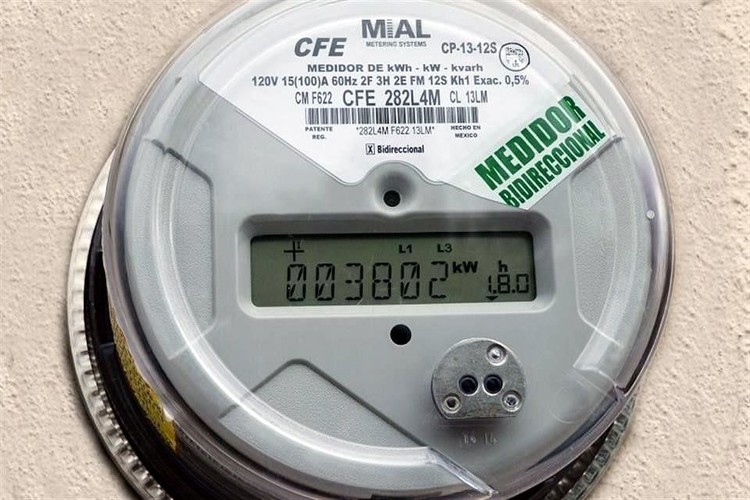 CFE MIAL
METERING SYSTEMS
CP-13-12S
MEDIDOR DE kWh - kW - kvarh
120V 15(100)A 60Hz 2F 3H 2E FM 12S Kh1 Exac. 0,5%
CM F622 CFE 282L4M CL 13LM
PATENTE REG.
*282L4M F622 13LM*
HECHO EN MEXICO
X Bidireccional
MEDIDOR
BIDIRECCIONAL
L1 L3
003802 kW h 1.8.0